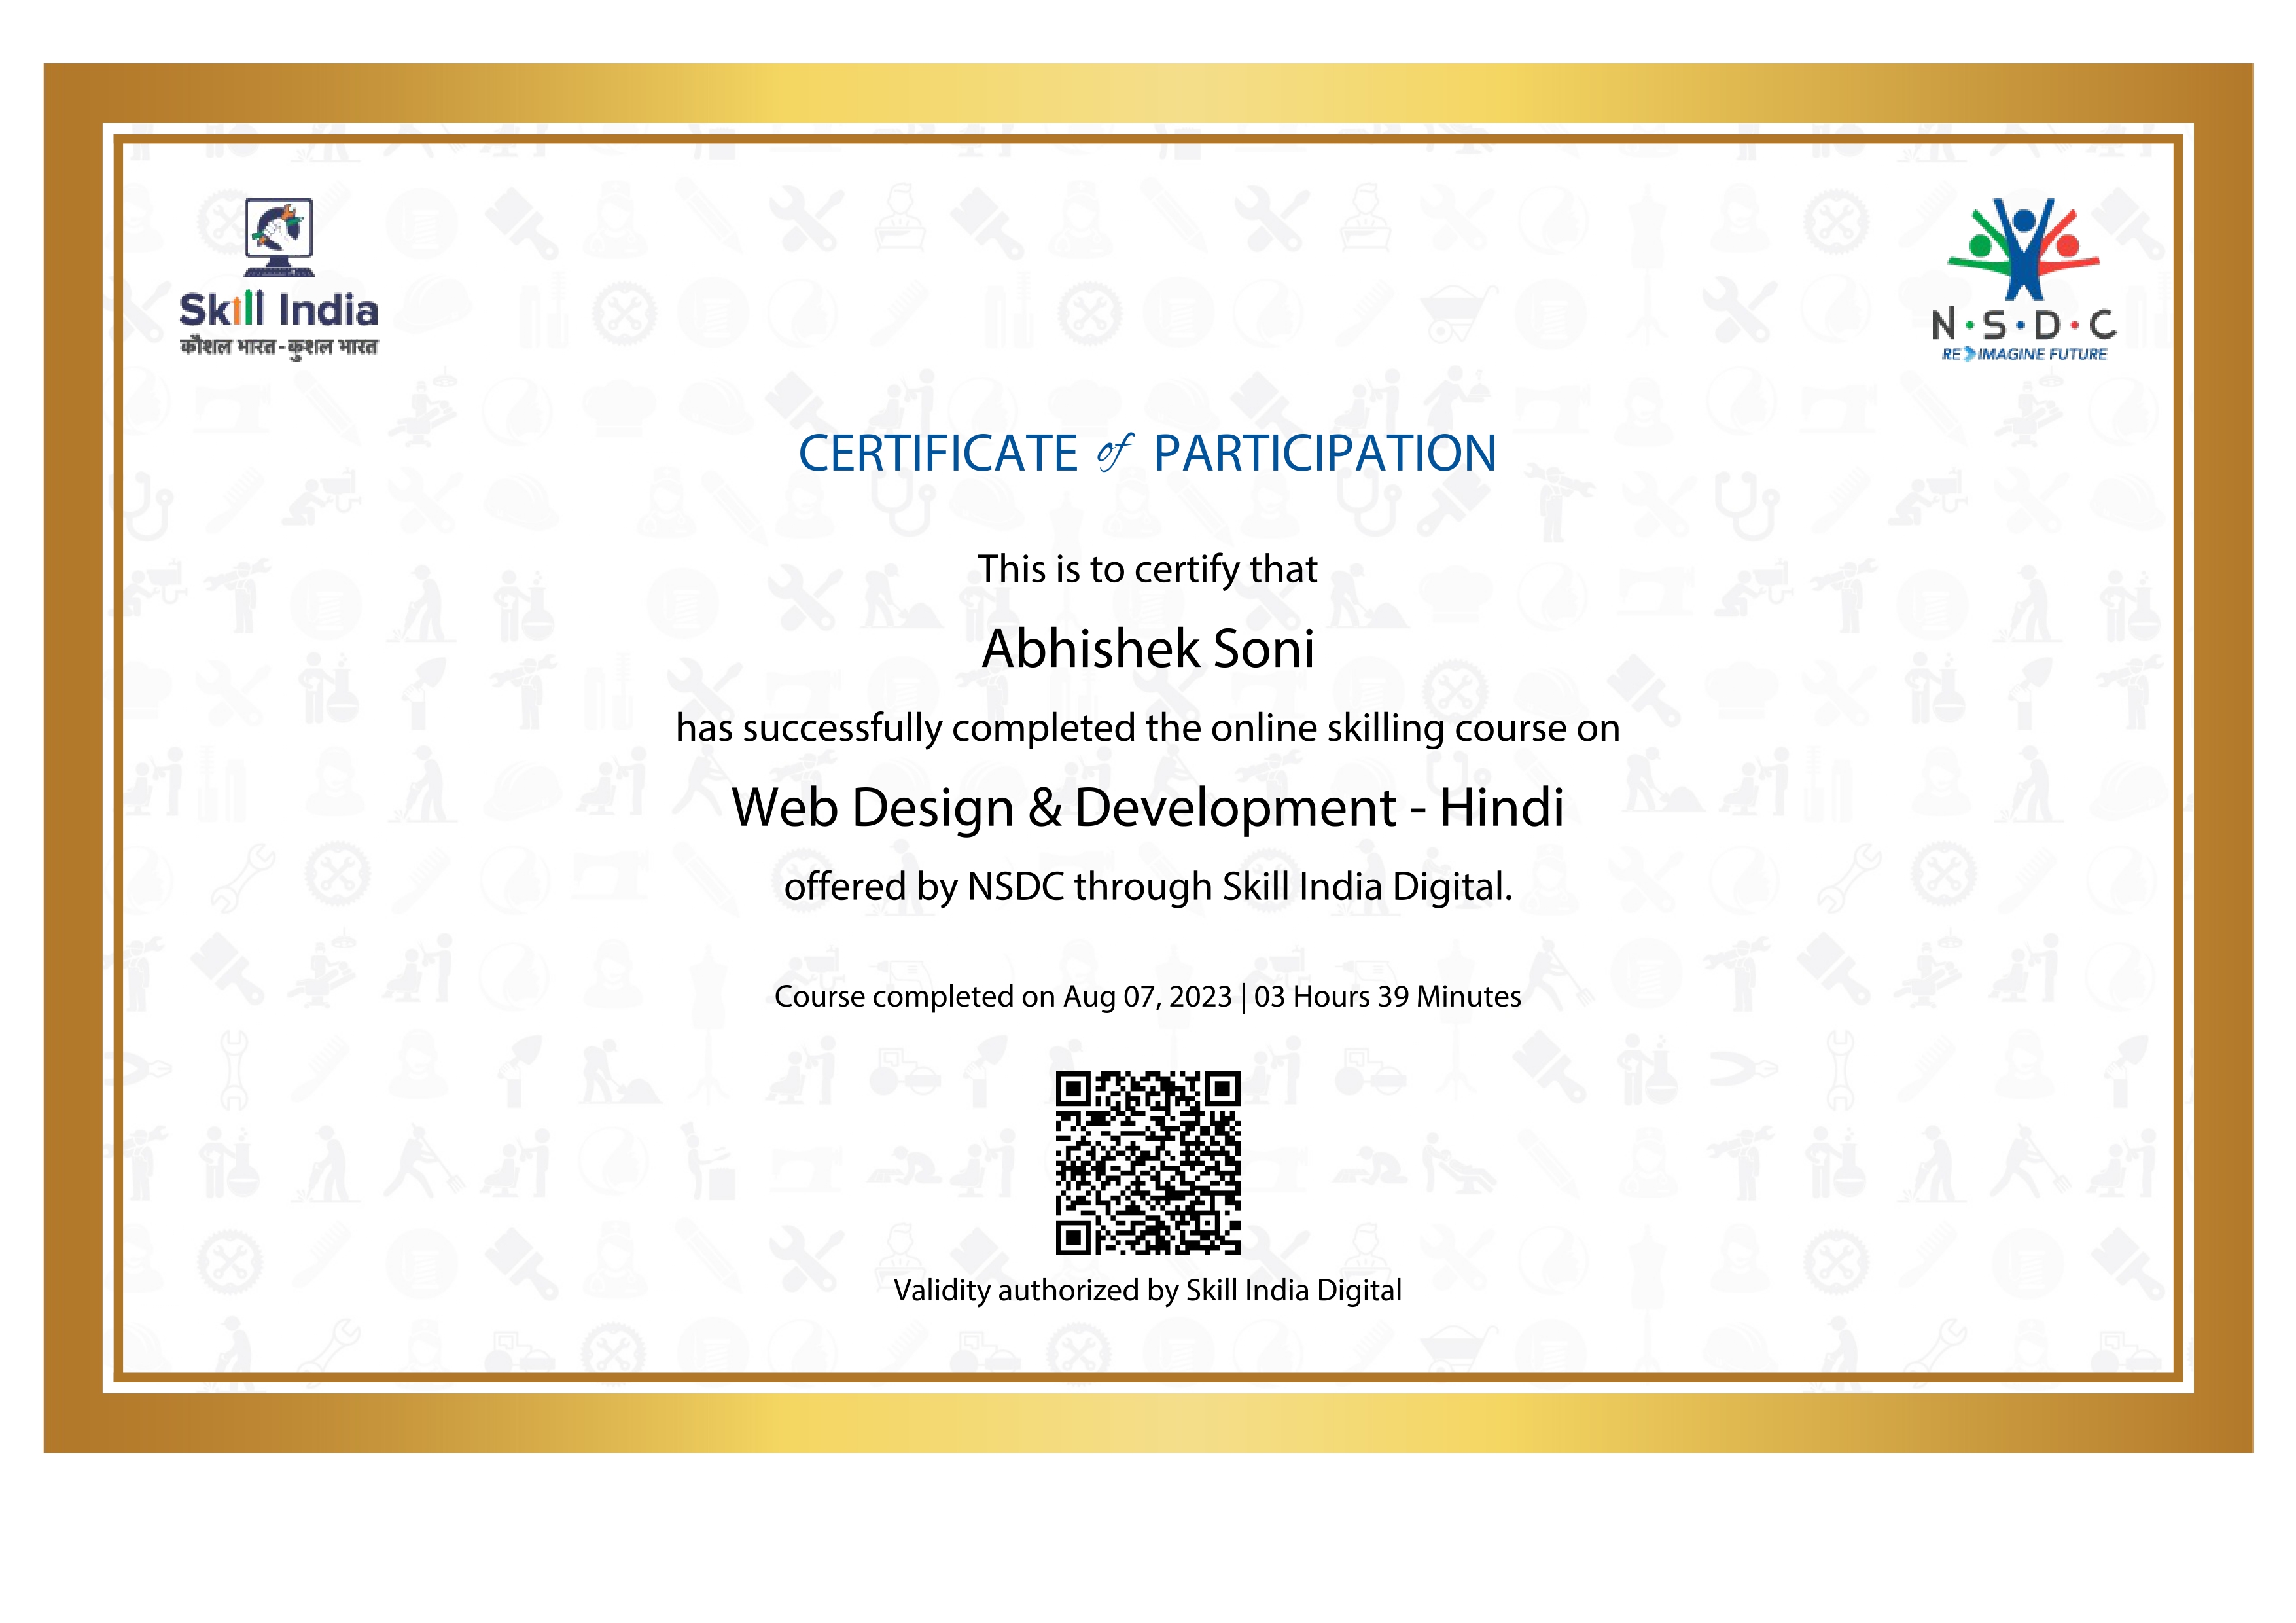 Skill India
कौशल भारत - कुशल भारत
N·S·D·C
RE IMAGINE FUTURE
CERTIFICATE of PARTICIPATION
This is to certify that
Abhishek Soni
has successfully completed the online skilling course on
Web Design & Development - Hindi
offered by NSDC through Skill India Digital.
Course completed on Aug 07, 2023 | 03 Hours 39 Minutes
Validity authorized by Skill India Digital